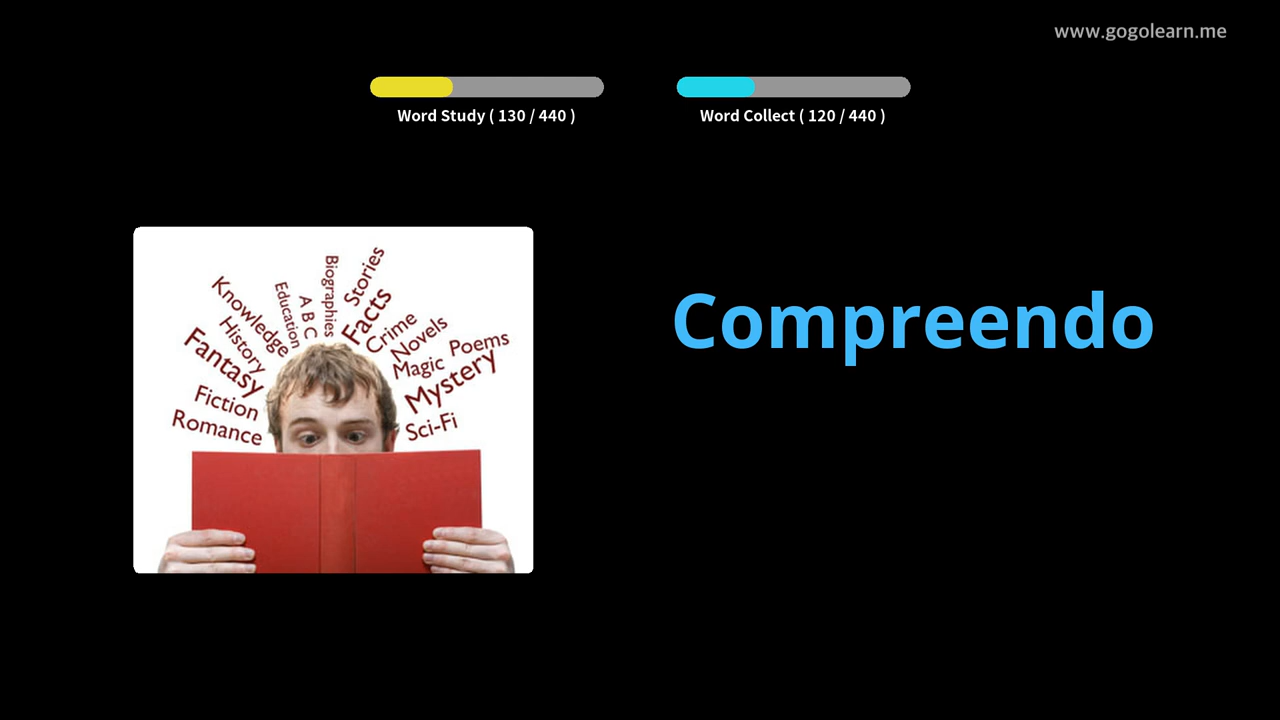 www.gogolearn.me
Word Study ( 130 / 440 )
Word Collect ( 120 / 440 )
Compreendo
Knowledge
Education
A B C
Biographies
Stories
Facts
Crime
Novels
Poems
Magic
Mystery
Sci-Fi
History
Fantasy
Fiction
Romance